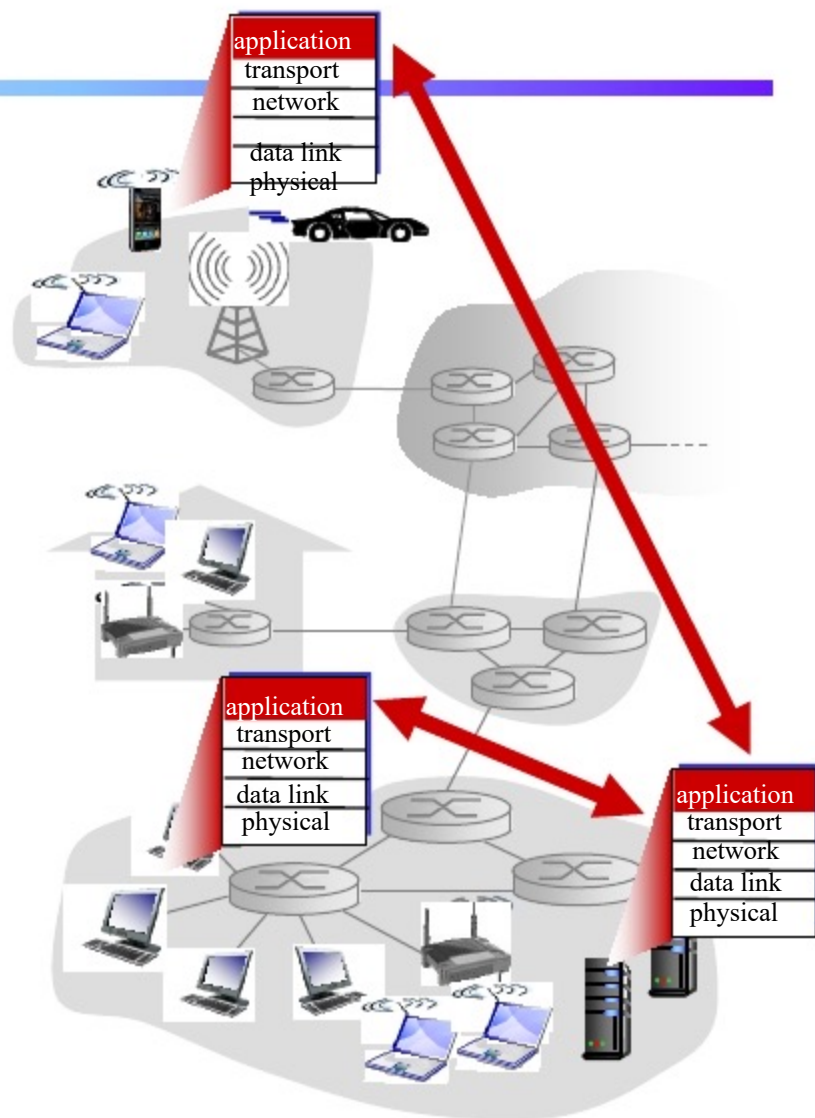 application
transport
network
data link
physical
application
transport
network
data link
physical
application
transport
network
data link
physical